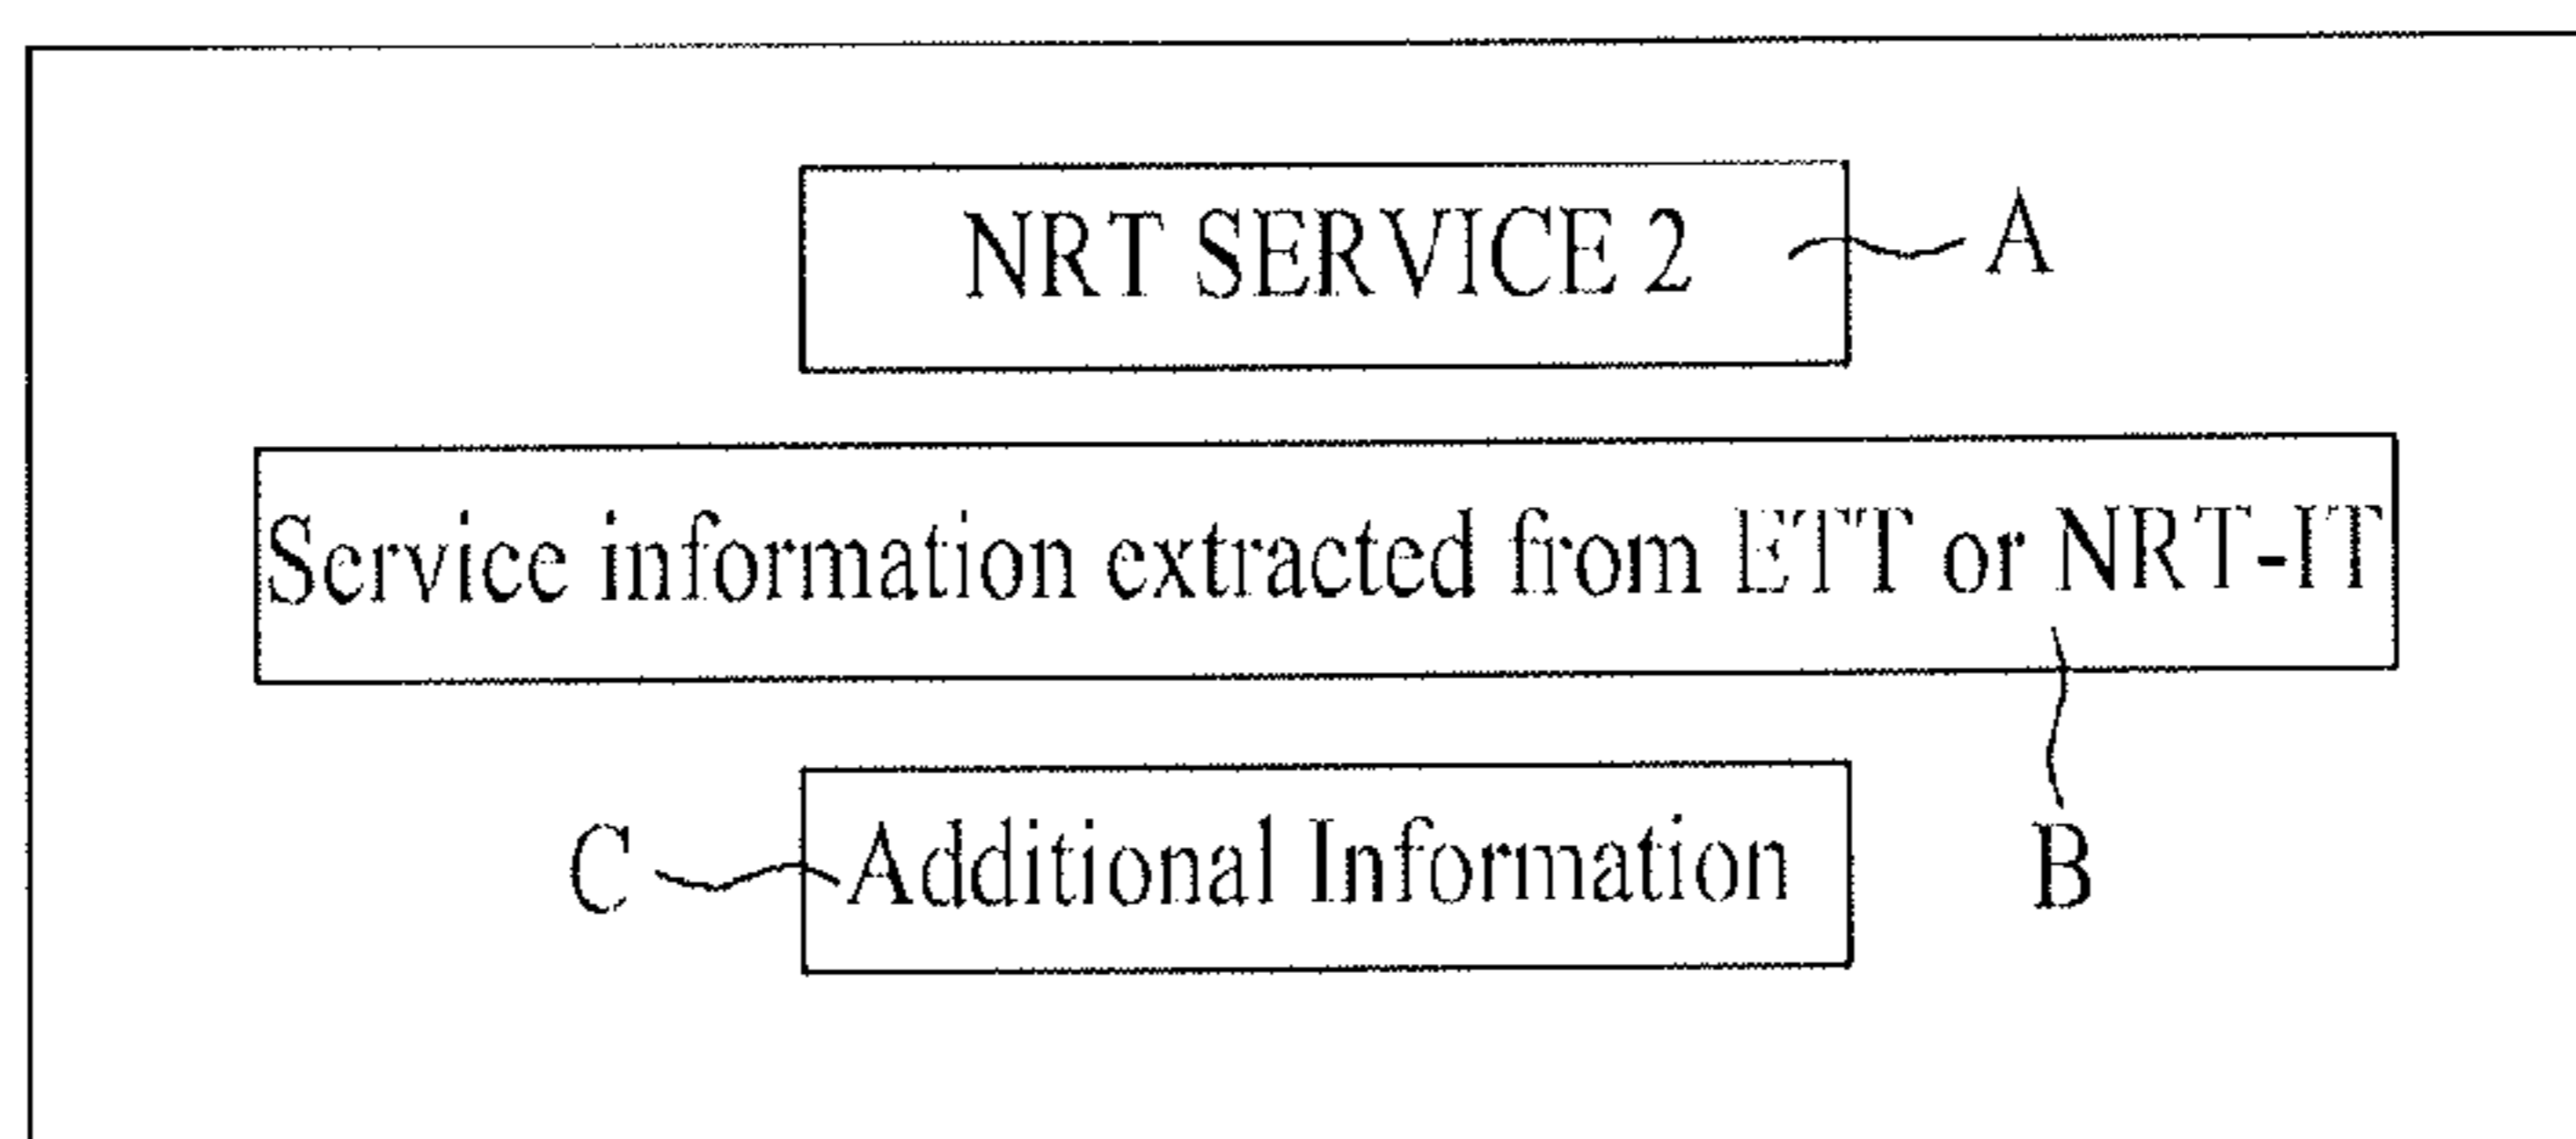 NRT SERVICE 2
A
Service information extracted from ETT or NRT-IT
C
Additional Information
B